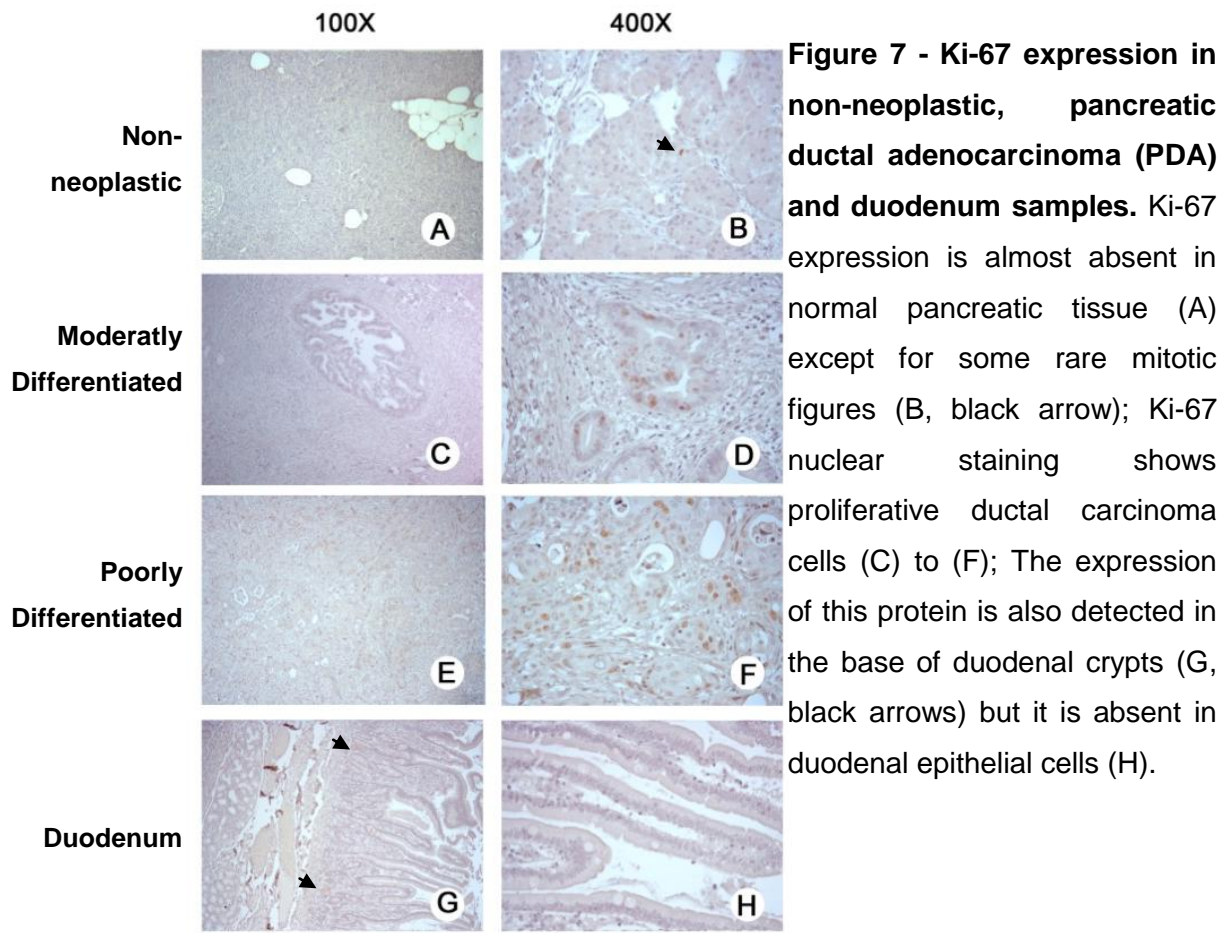 100X 400X
Non-
neoplastic
A B
Moderatly
Differentiated
C D
Poorly
Differentiated
E F
Duodenum
G H
Figure 7 - Ki-67 expression in
non-neoplastic, pancreatic
ductal adenocarcinoma (PDA)
and duodenum samples. Ki-67
expression is almost absent in
normal pancreatic tissue (A)
except for some rare mitotic
figures (B, black arrow); Ki-67
nuclear staining shows
proliferative ductal carcinoma
cells (C) to (F); The expression
of this protein is also detected in
the base of duodenal crypts (G,
black arrows) but it is absent in
duodenal epithelial cells (H).